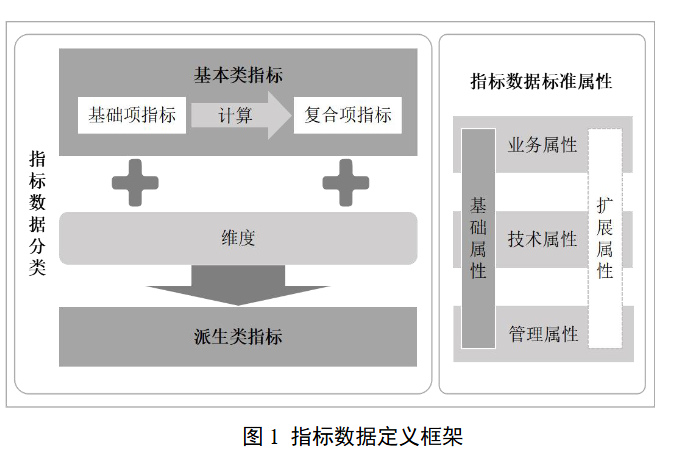 指标数据分类
基本类指标
基础项指标
计算
复合项指标
维度
派生类指标
指标数据标准属性
业务属性
技术属性
管理属性
基础属性
扩展属性
图 1 指标数据定义框架